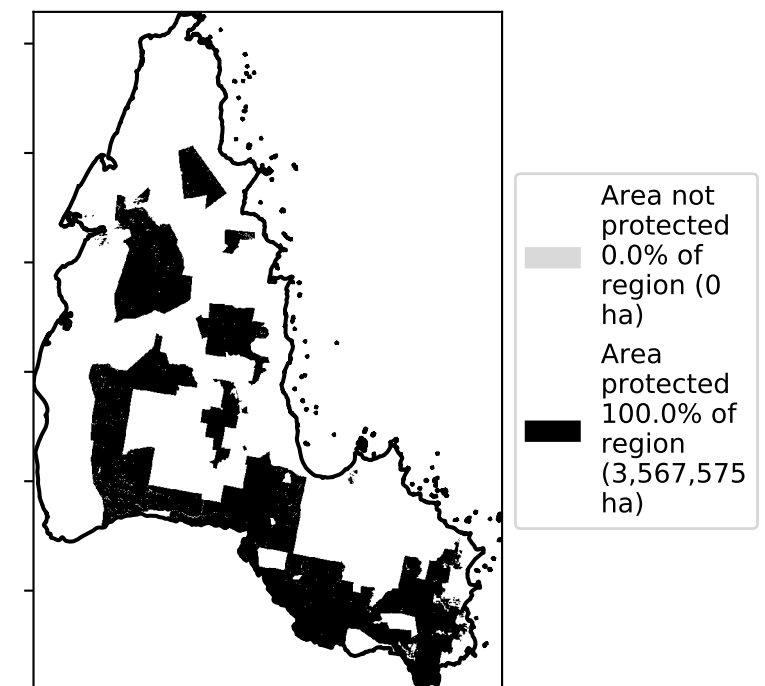 Area not
protected
0.0% of
region (0
ha)
Area
protected
100.0% of
region
(3,567,575
ha)